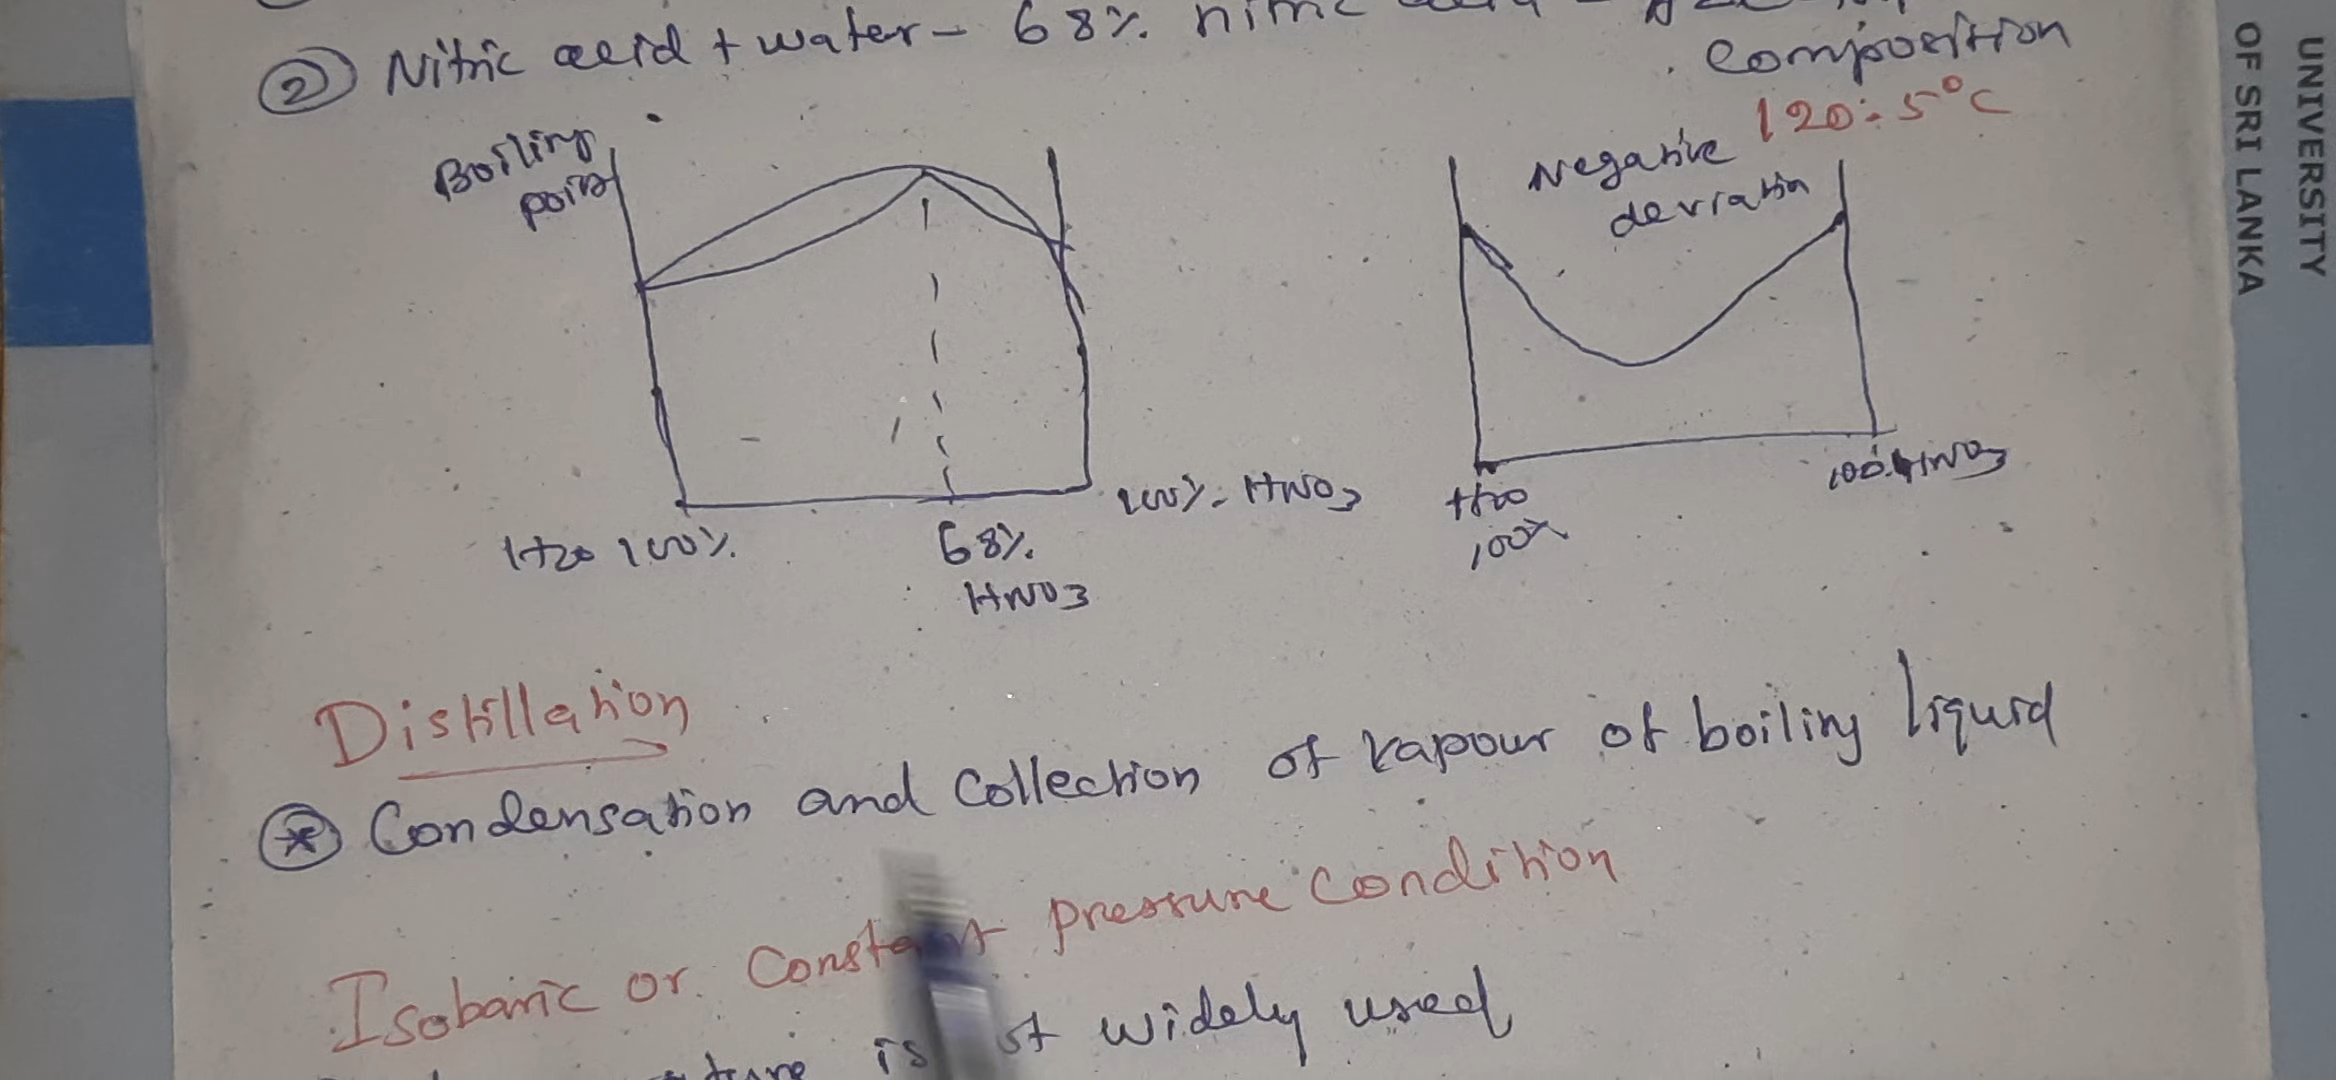 ② Nitric acid + water - 68% nitric acid -
composition
120.5°C
Boiling
point
Negative
deviation
H2O 100%
68%
HNO3
100% HNO3
H2O
100%
100% HNO3
Distillation
Condensation and Collection of vapour of boiling liquid
Isobaric or Constant pressure Condition
is widely used
UNIVERSITY
OF SRI LANKA